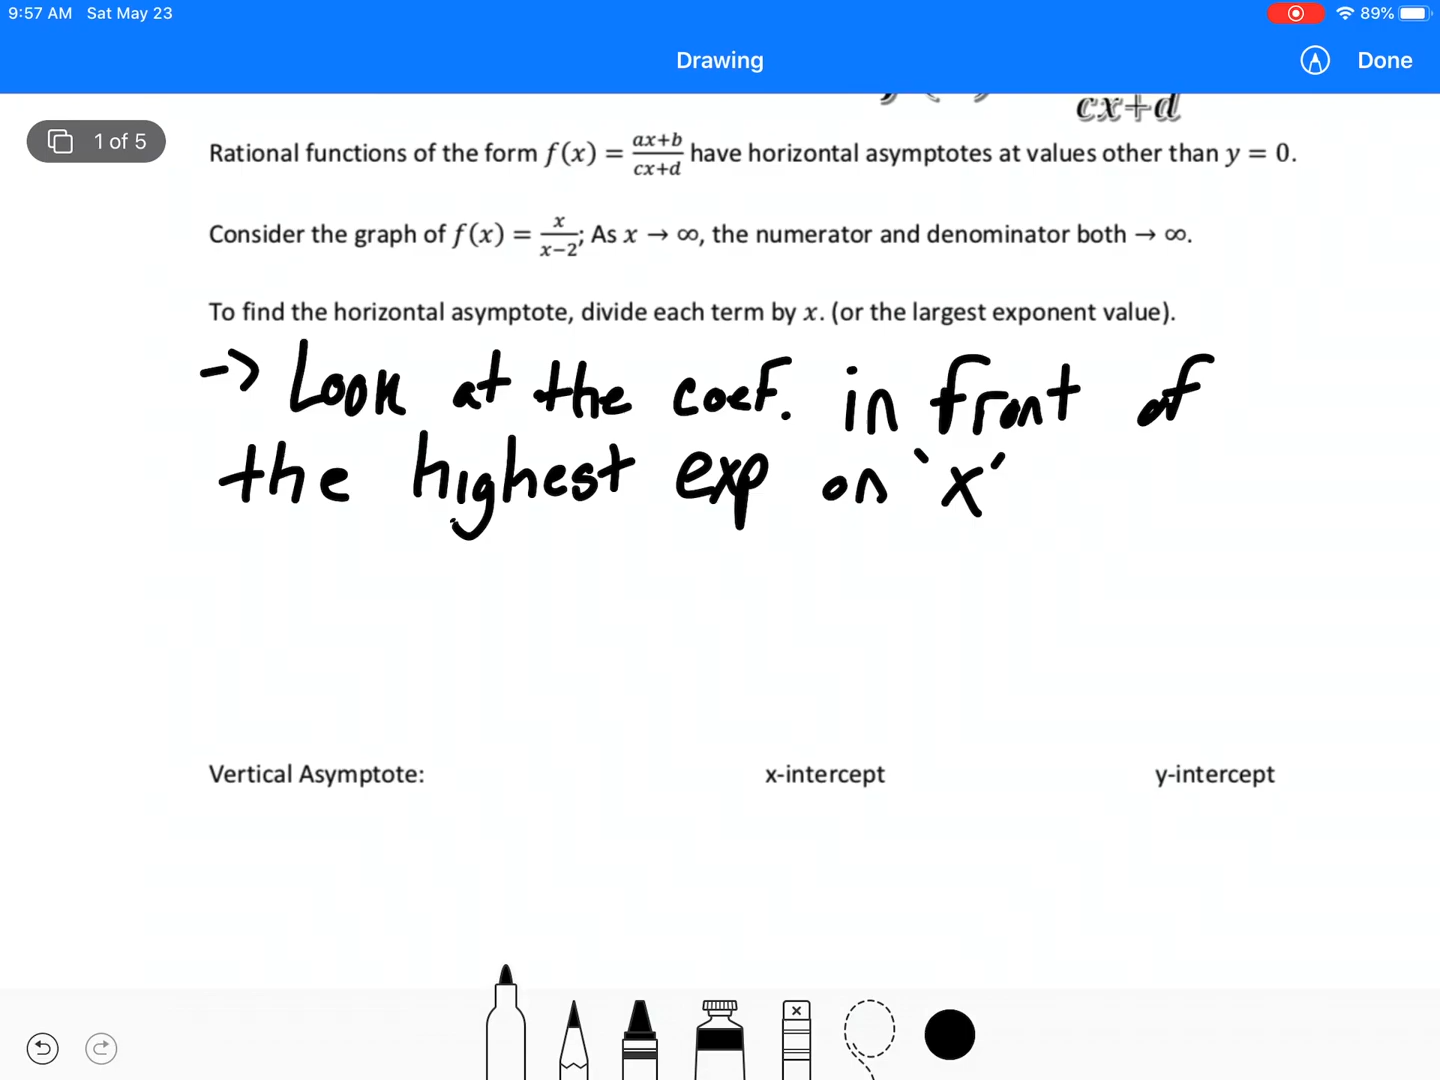 9:57 AM Sat May 23
89%
Drawing
Done
cx+d
1 of 5
Rational functions of the form f(x) = ax+b/cx+d have horizontal asymptotes at values other than y = 0.
Consider the graph of f(x) = x/x−2; As x → ∞, the numerator and denominator both → ∞.
To find the horizontal asymptote, divide each term by x. (or the largest exponent value).
-> Look at the coef. in front of
the highest exp on 'x'
Vertical Asymptote:
x-intercept
y-intercept